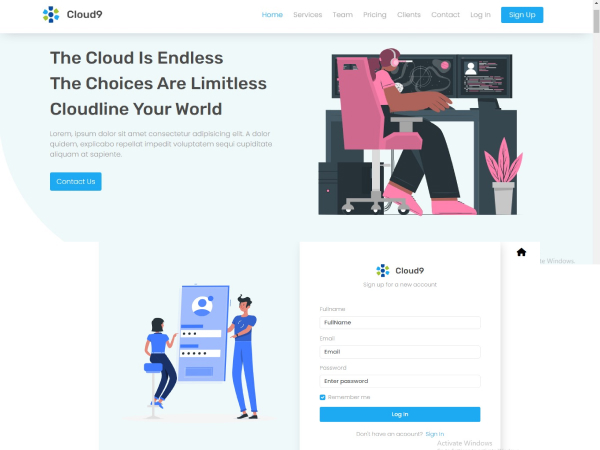 Cloud9
Home Services Team Pricing Clients Contact Log In Sign Up
The Cloud Is Endless
The Choices Are Limitless
Cloudline Your World
Lorem, ipsum dolor sit amet consectetur adipisicing elit. A dolor
quidem, explicabo repellat impedit voluptatem sequi cupiditate
aliquam at sapiente.
Contact Us
te Windows.
Cloud9
Sign up for a new account
Fullname
FullName
Email
Email
Password
Enter password
Remember me
Log In
Don't have an account? Sign In
Activate Windows